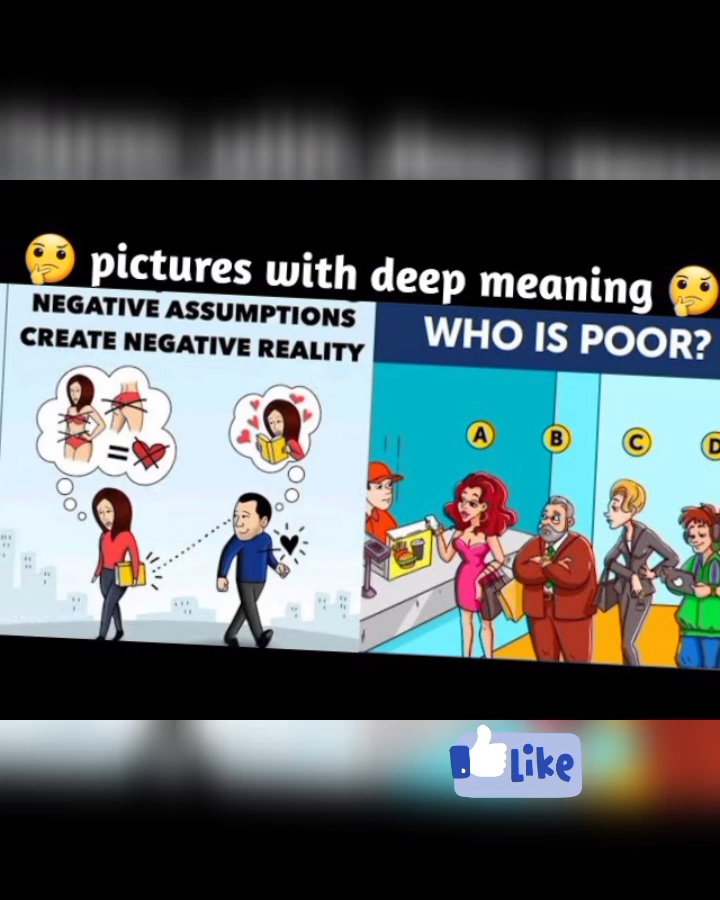 🤔 pictures with deep meaning 🤔
NEGATIVE ASSUMPTIONS
CREATE NEGATIVE REALITY
=
WHO IS POOR?
A
B
C
D
Like